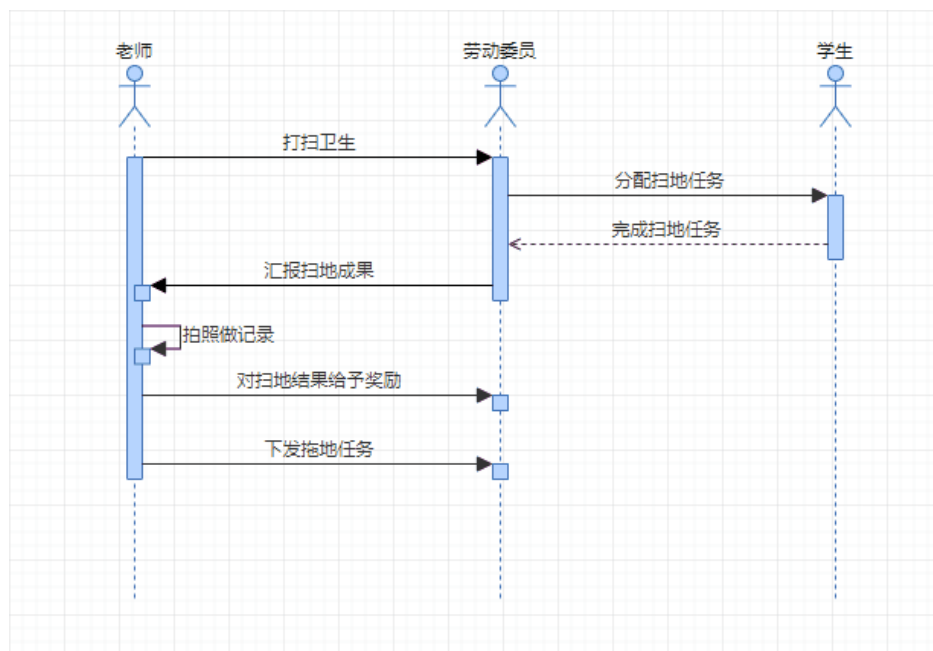 老师
劳动委员
学生
打扫卫生
分配扫地任务
完成扫地任务
汇报扫地成果
拍照做记录
对扫地结果给予奖励
下发拖地任务